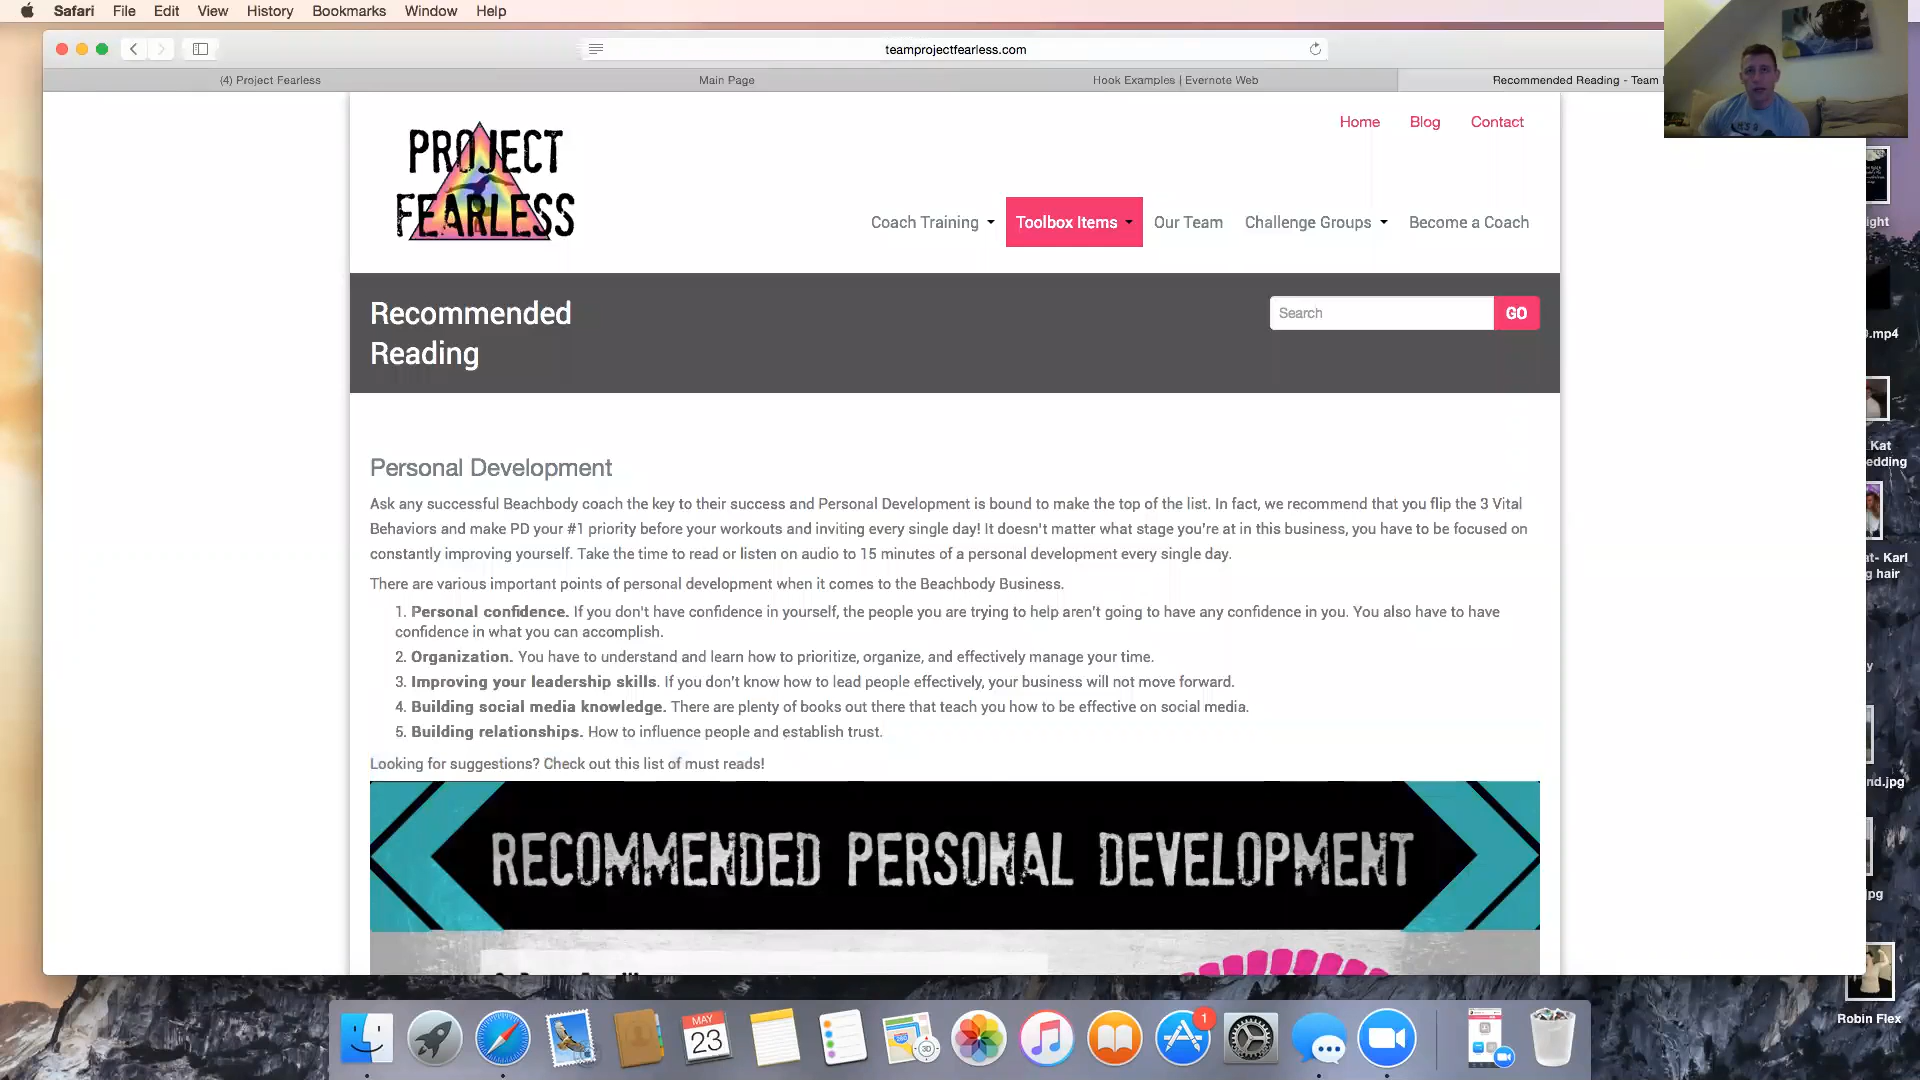 Safari File Edit View History Bookmarks Window Help
teamprojectfearless.com
(4) Project Fearless
Main Page
Hook Examples | Evernote Web
Recommended Reading - Team
PROJECT
FEARLESS
Home Blog Contact
Coach Training Toolbox Items Our Team Challenge Groups Become a Coach
Recommended
Reading
Search GO
Personal Development
Ask any successful Beachbody coach the key to their success and Personal Development is bound to make the top of the list. In fact, we recommend that you flip the 3 Vital
Behaviors and make PD your #1 priority before your workouts and inviting every single day! It doesn't matter what stage you're at in this business, you have to be focused on
constantly improving yourself. Take the time to read or listen on audio to 15 minutes of a personal development every single day.
There are various important points of personal development when it comes to the Beachbody Business.
1. Personal confidence. If you don't have confidence in yourself, the people you are trying to help aren't going to have any confidence in you. You also have to have
confidence in what you can accomplish.
2. Organization. You have to understand and learn how to prioritize, organize, and effectively manage your time.
3. Improving your leadership skills. If you don't know how to lead people effectively, your business will not move forward.
4. Building social media knowledge. There are plenty of books out there that teach you how to be effective on social media.
5. Building relationships. How to influence people and establish trust.
Looking for suggestions? Check out this list of must reads!
RECOMMENDED PERSONAL DEVELOPMENT
ight
.mp4
Kat
edding
at- Karl
g hair
y
nd.jpg
jpg
Robin Flex
MAY
23
1